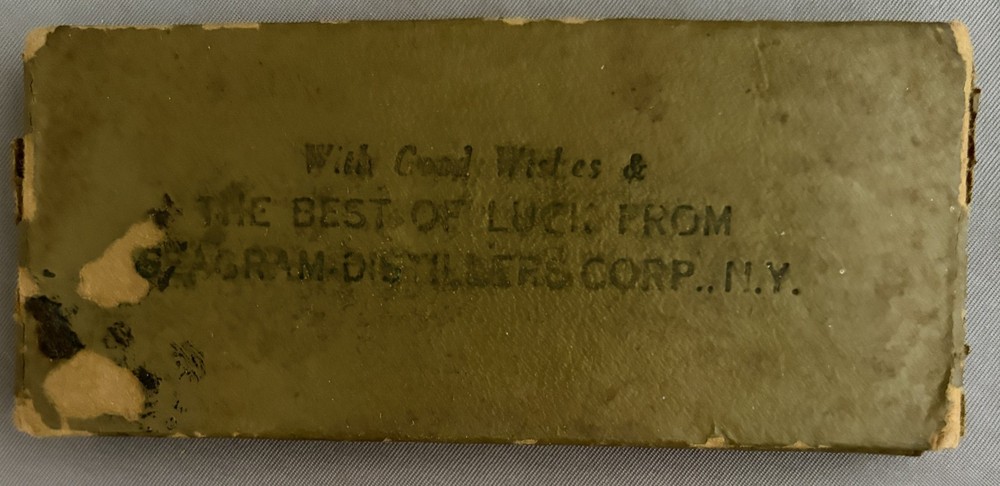 With Good Wishes &
THE BEST OF LUCK FROM
SEAGRAM-DISTILLERS CORP., N.Y.